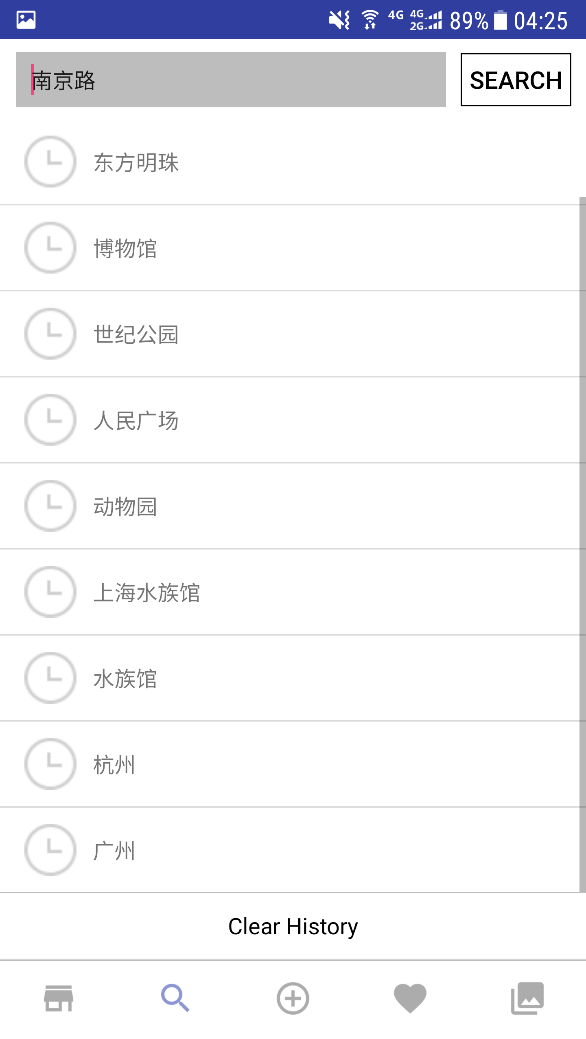 4G 4G 2G 89% 04:25
南京路 SEARCH
东方明珠
博物馆
世纪公园
人民广场
动物园
上海水族馆
水族馆
杭州
广州
Clear History